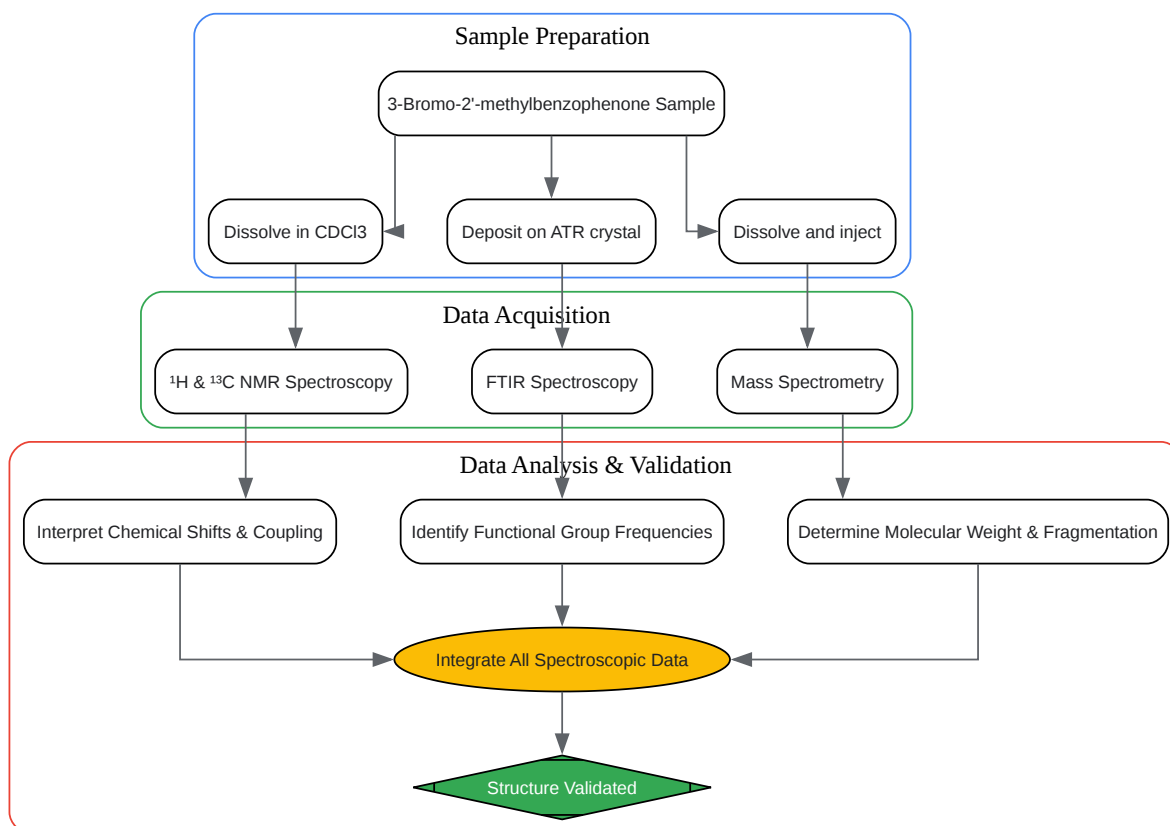 Sample Preparation
3-Bromo-2'-methylbenzophenone Sample
Dissolve in CDCl3
Deposit on ATR crystal
Dissolve and inject
Data Acquisition
¹H & ¹³C NMR Spectroscopy
FTIR Spectroscopy
Mass Spectrometry
Data Analysis & Validation
Interpret Chemical Shifts & Coupling
Identify Functional Group Frequencies
Determine Molecular Weight & Fragmentation
Integrate All Spectroscopic Data
Structure Validated